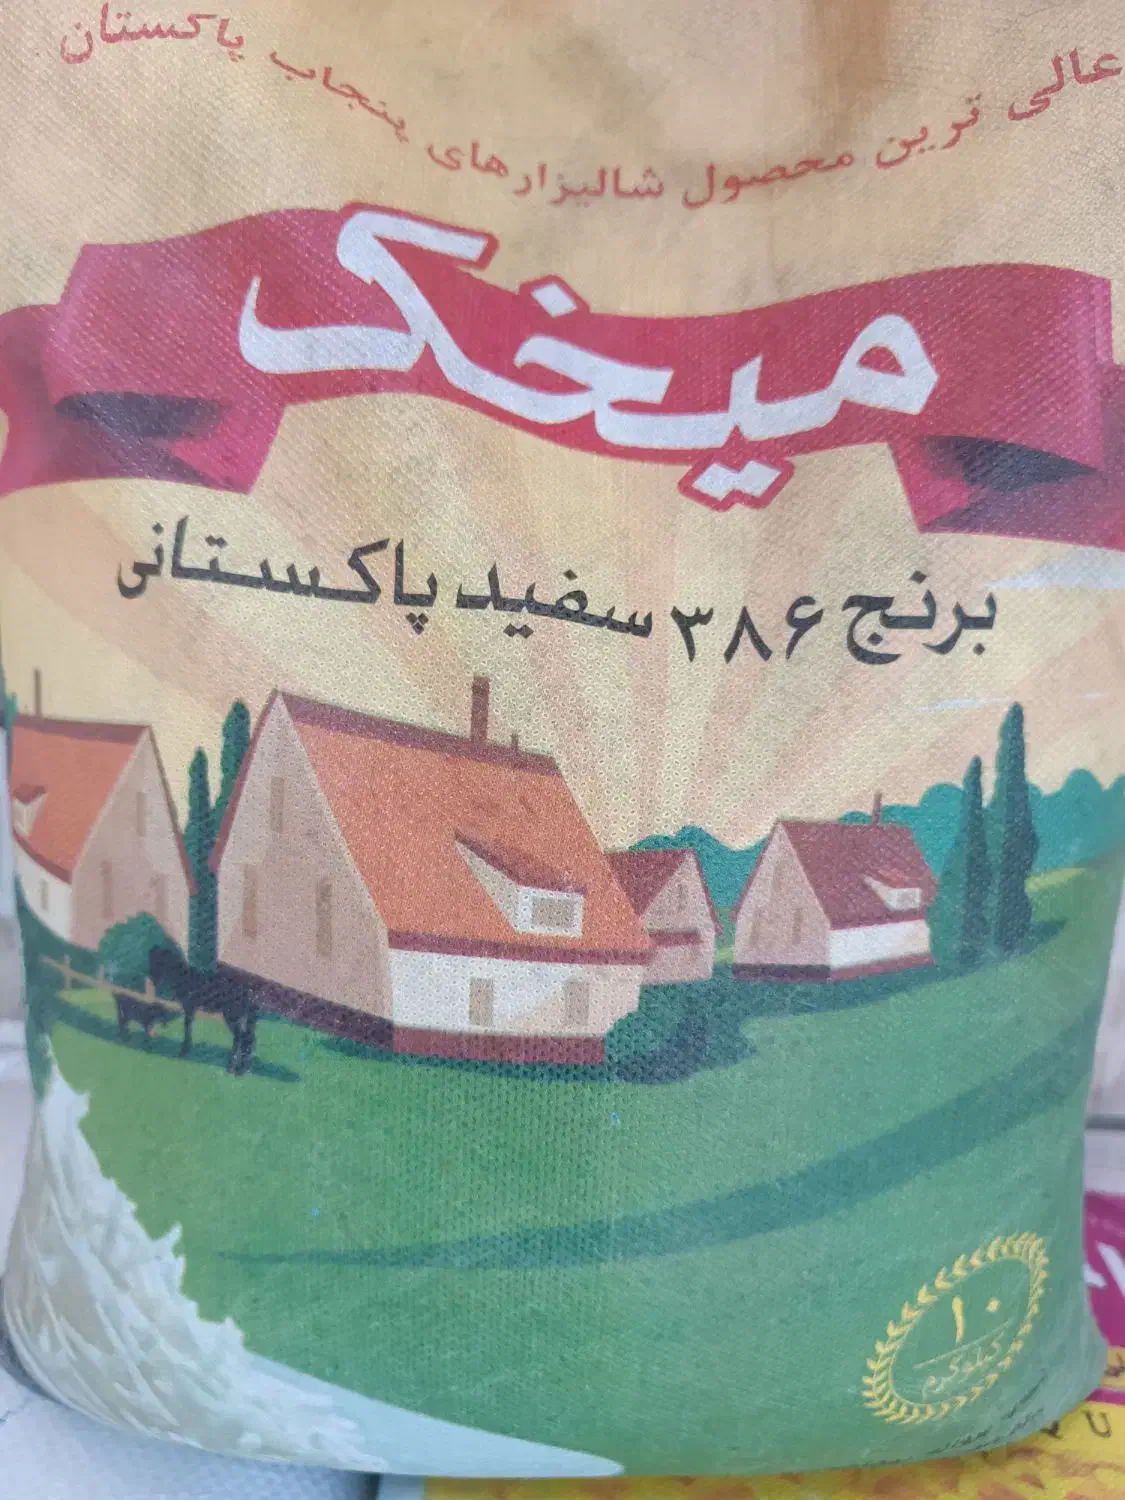 عالی ترین محصول شالیزارهای پنجاب پاکستان
میخک
برنج ۳۸۶ سفید پاکستانی
۱۰
کیلوگرم